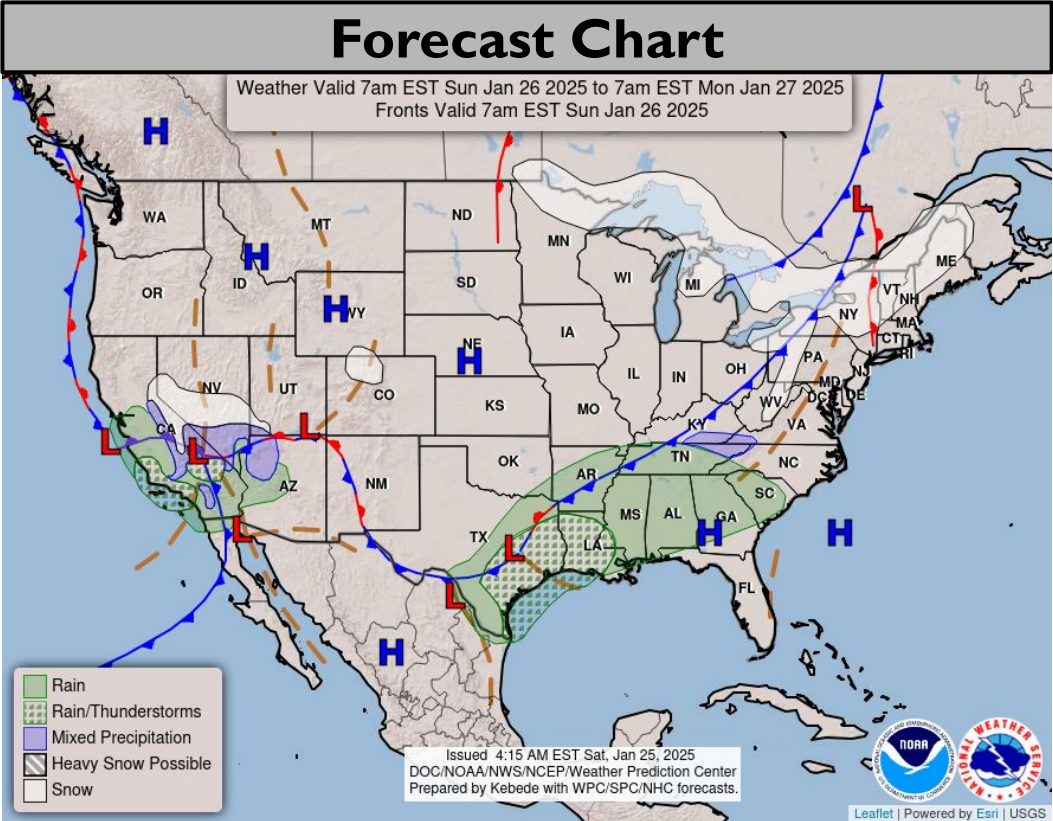 Forecast Chart
Weather Valid 7am EST Sun Jan 26 2025 to 7am EST Mon Jan 27 2025
Fronts Valid 7am EST Sun Jan 26 2025
H
L
WA
MT
ND
MN
ME
H
ID
SD
WI
MI
VT
NH
OR
H
WY
NY
MA
IA
CT
RI
NE
H
PA
NJ
OH
IL
IN
NV
UT
CO
MD
DE
DC
KS
MO
WV
VA
L
CA
L
KY
L
OK
AR
TN
NC
AZ
NM
SC
MS
AL
GA
L
TX
L
LA
H
H
L
FL
H
Rain
Rain/Thunderstorms
Mixed Precipitation
Heavy Snow Possible
Snow
Issued 4:15 AM EST Sat, Jan 25, 2025
DOC/NOAA/NWS/NCEP/Weather Prediction Center
Prepared by Kebede with WPC/SPC/NHC forecasts.
NOAA
NATIONAL WEATHER SERVICE
Leaflet | Powered by Esri | USGS